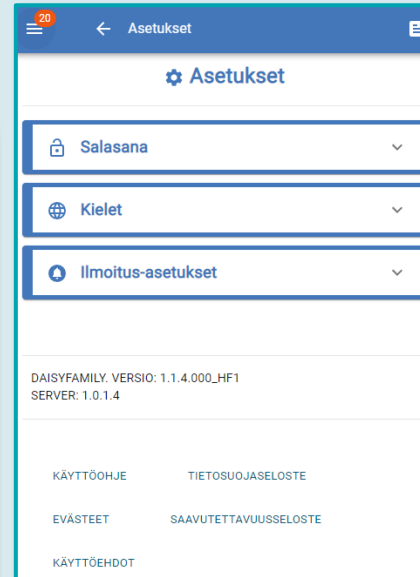 20
Asetukset
Asetukset
Salasana
Kielet
Ilmoitus-asetukset
DAISYFAMILY. VERSIO: 1.1.4.000_HF1
SERVER: 1.0.1.4
KÄYTTÖOHJE TIETOSUOJASELOSTE
EVÄSTEET SAAVUTETTAVUUSSELOSTE
KÄYTTÖEHDOT